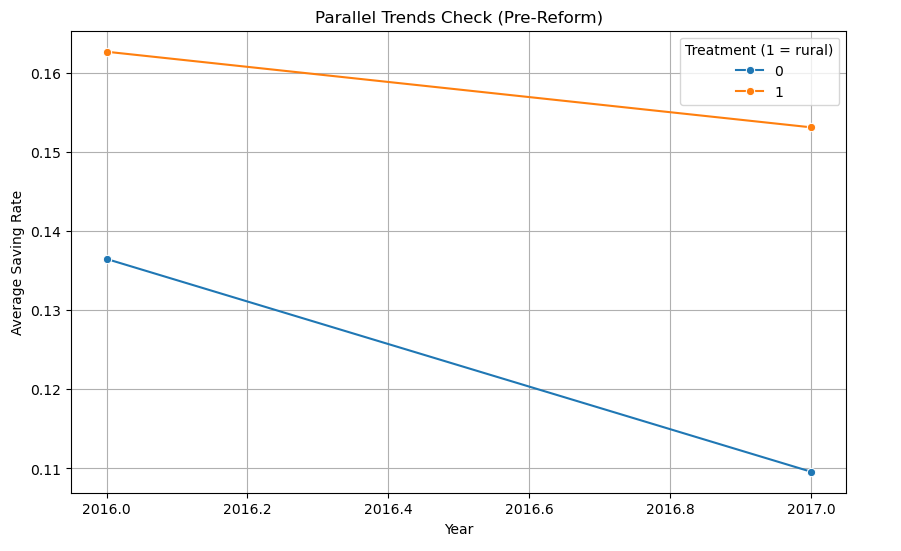 Parallel Trends Check (Pre-Reform)
Treatment (1 = rural)
0
1
Average Saving Rate
0.16
0.15
0.14
0.13
0.12
0.11
2016.0 2016.2 2016.4 2016.6 2016.8 2017.0
Year